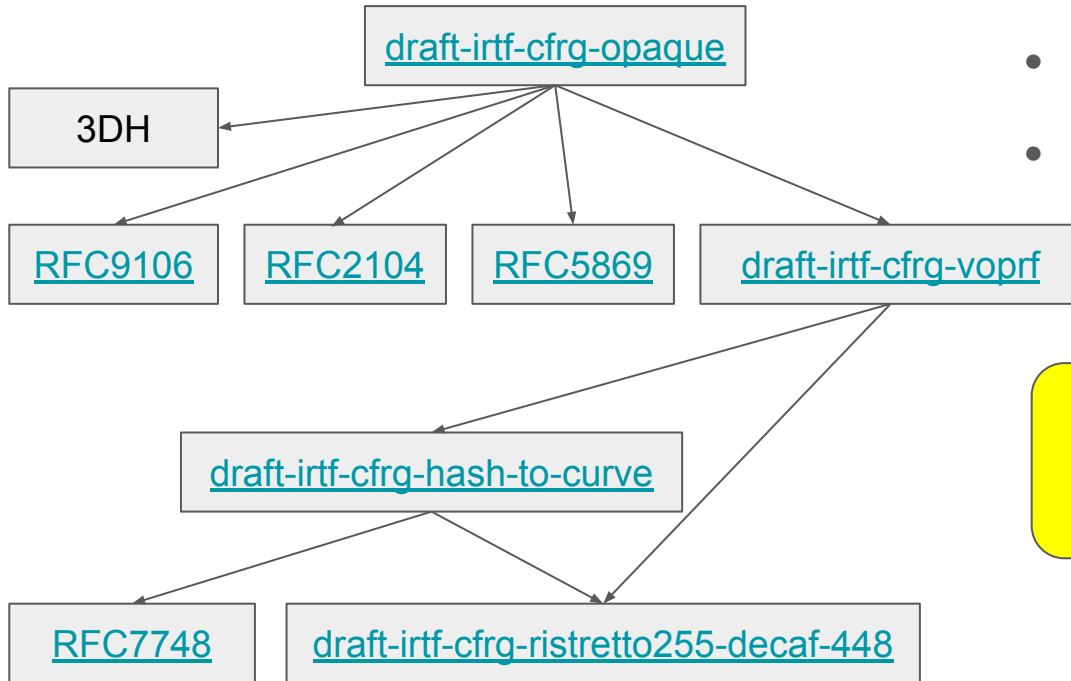 draft-irtf-cfrg-opaque
3DH
RFC9106
RFC2104
RFC5869
draft-irtf-cfrg-voprf
draft-irtf-cfrg-hash-to-curve
RFC7748
draft-irtf-cfrg-ristretto255-decaf-448